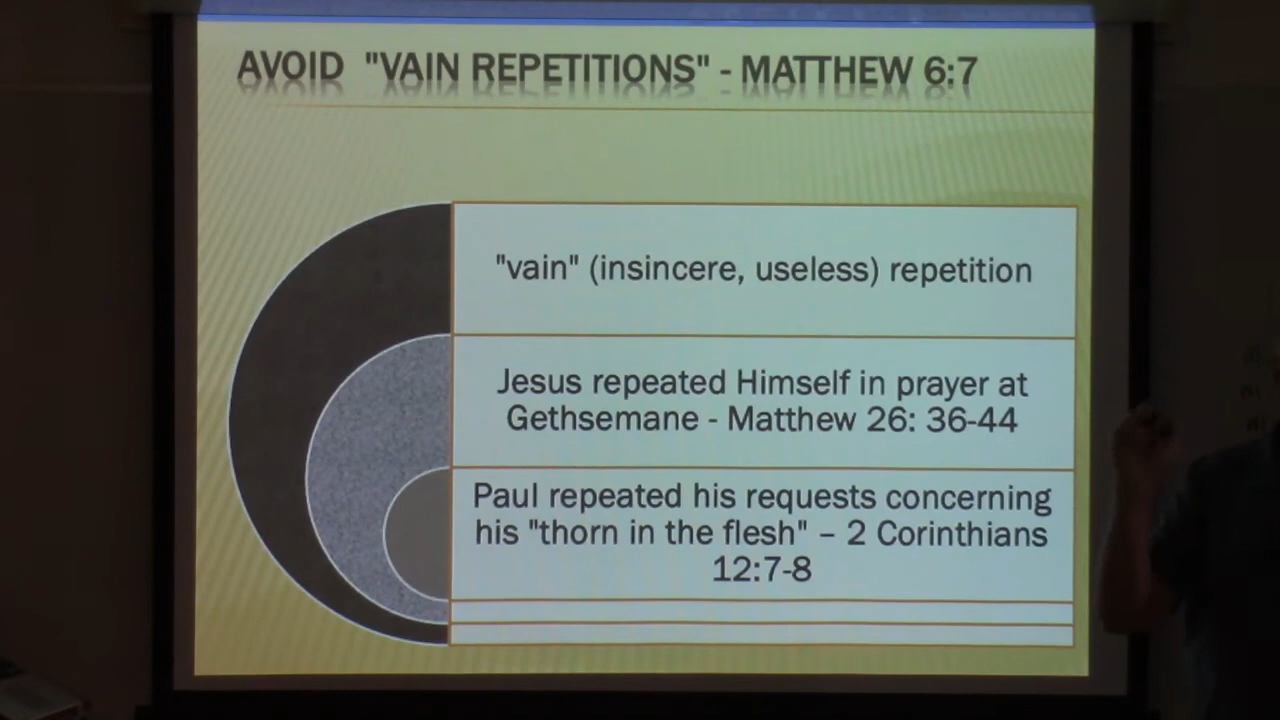 AVOID "VAIN REPETITIONS" - MATTHEW 6:7
"vain" (insincere, useless) repetition
Jesus repeated Himself in prayer at
Gethsemane - Matthew 26: 36-44
Paul repeated his requests concerning
his "thorn in the flesh" – 2 Corinthians
12:7-8